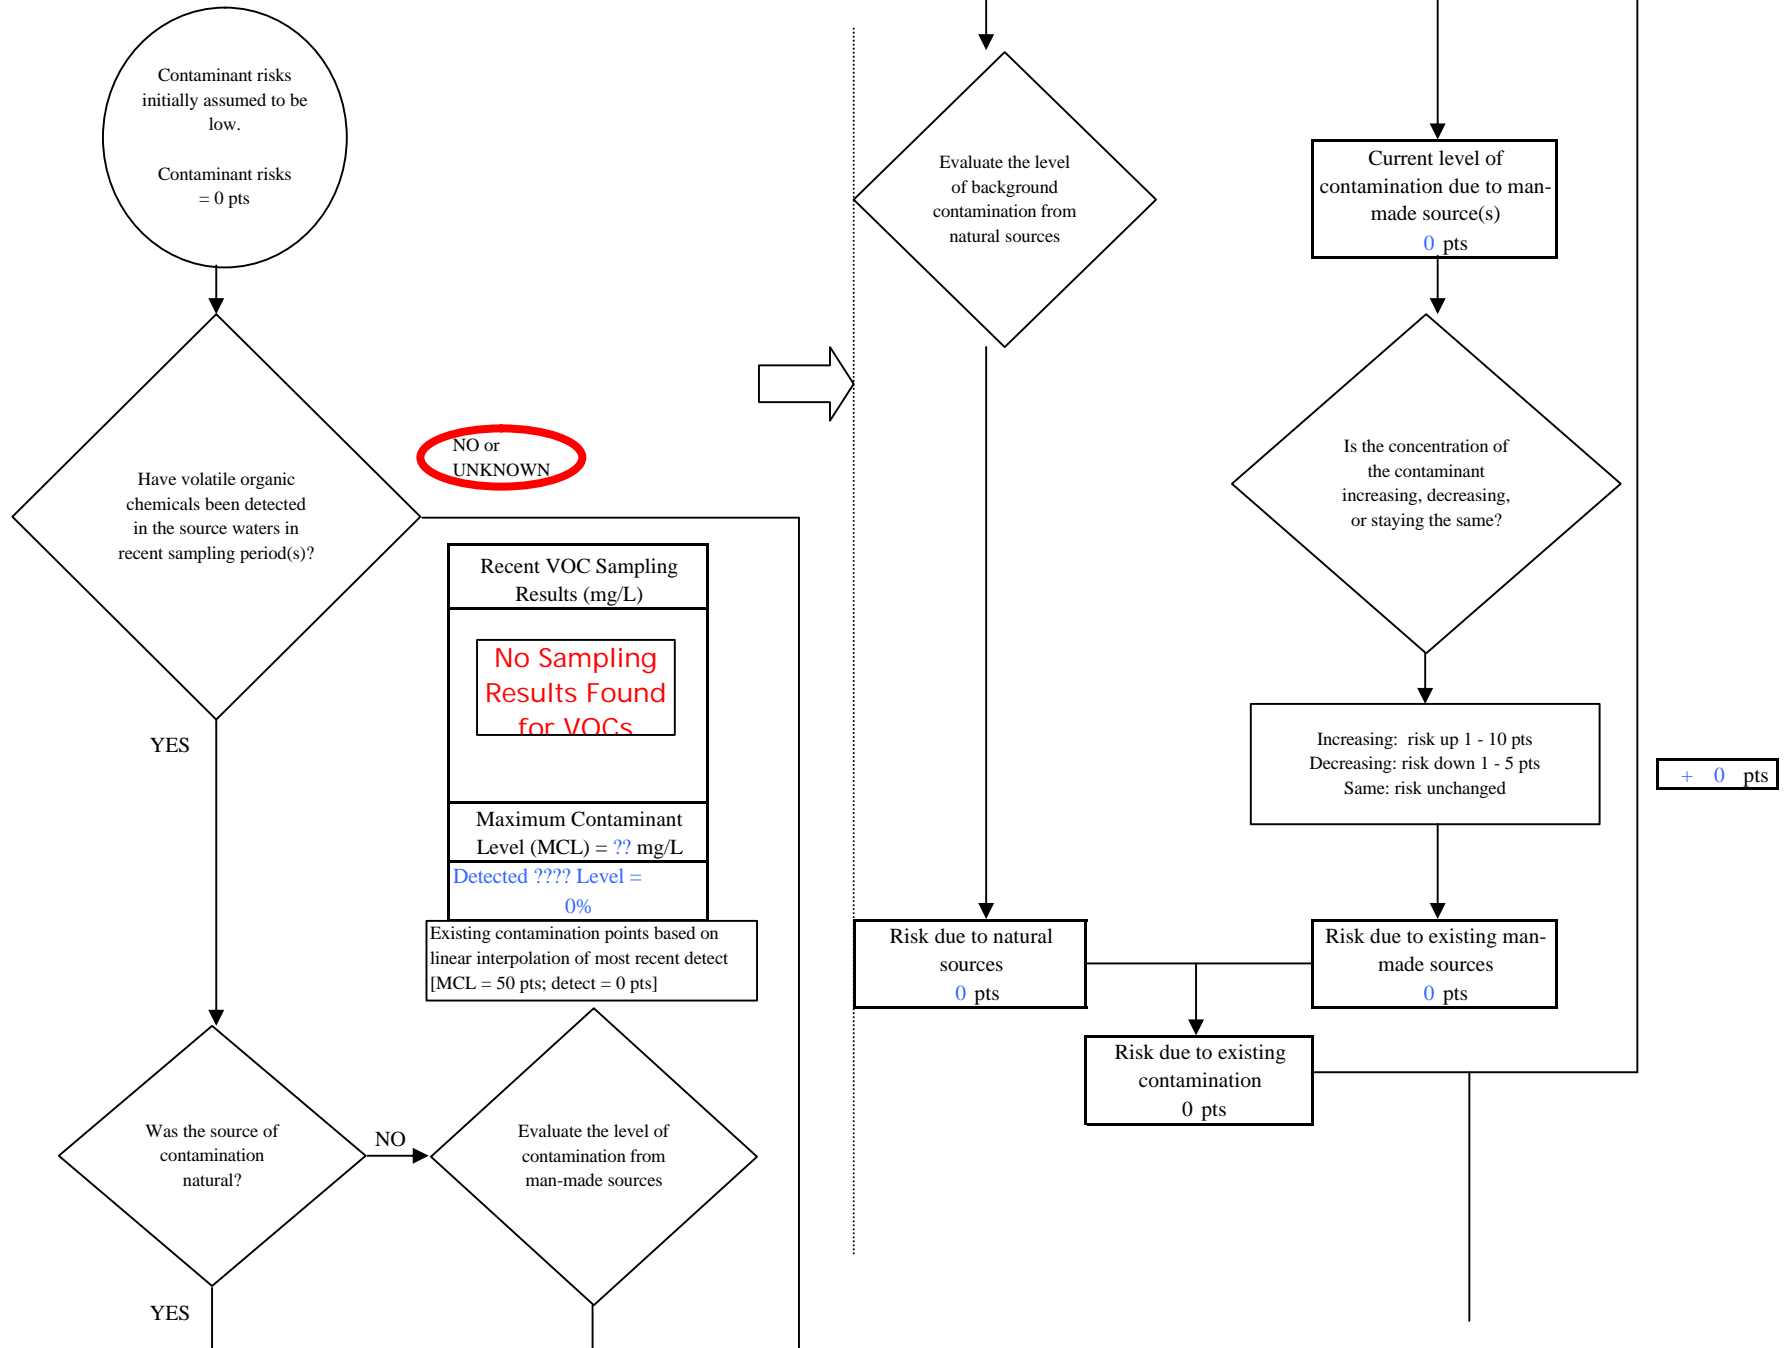 Contaminant risks
initially assumed to be
low.
Contaminant risks
= 0 pts
Have volatile organic
chemicals been detected
in the source waters in
recent sampling period(s)?
NO or
UNKNOWN
Recent VOC Sampling
Results (mg/L)
No Sampling
Results Found
for VOCs
Maximum Contaminant
Level (MCL) = ?? mg/L
Detected ???? Level =
0%
Existing contamination points based on
linear interpolation of most recent detect
[MCL = 50 pts; detect = 0 pts]
YES
Was the source of
contamination
natural?
NO
Evaluate the level of
contamination from
man-made sources
YES
Evaluate the level
of background
contamination from
natural sources
Current level of
contamination due to man-
made source(s)
0 pts
Is the concentration of
the contaminant
increasing, decreasing,
or staying the same?
Increasing: risk up 1 - 10 pts
Decreasing: risk down 1 - 5 pts
Same: risk unchanged
+ 0 pts
Risk due to natural
sources
0 pts
Risk due to existing man-
made sources
0 pts
Risk due to existing
contamination
0 pts